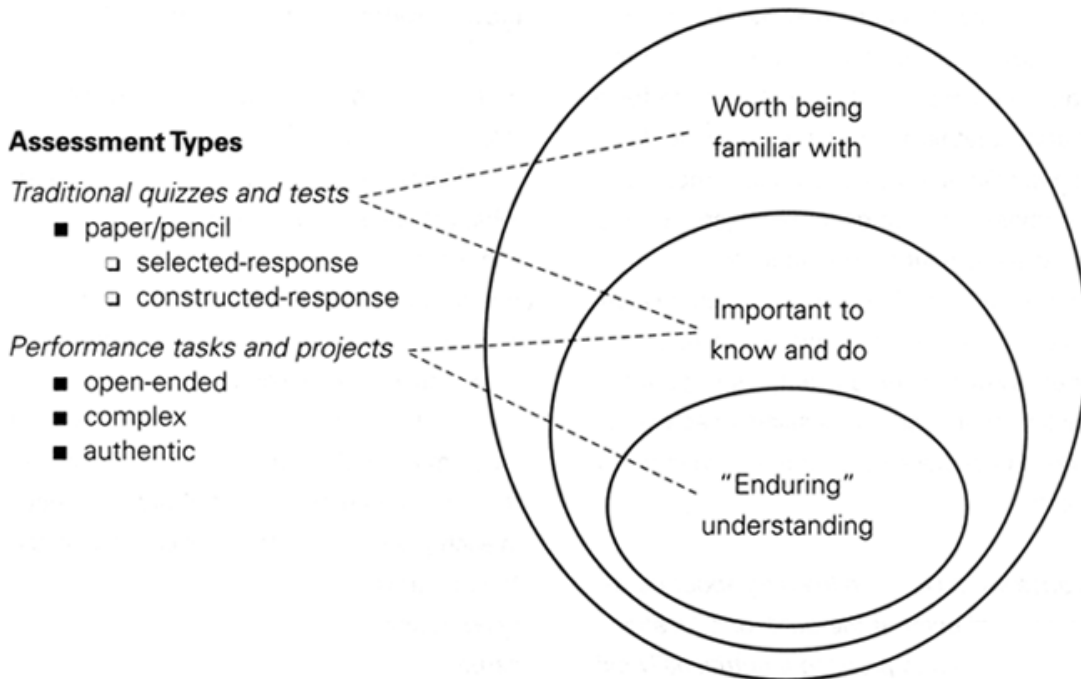 Assessment Types
Traditional quizzes and tests
■ paper/pencil
❑ selected-response
❑ constructed-response
Performance tasks and projects
■ open-ended
■ complex
■ authentic
Worth being
familiar with
Important to
know and do
“Enduring”
understanding